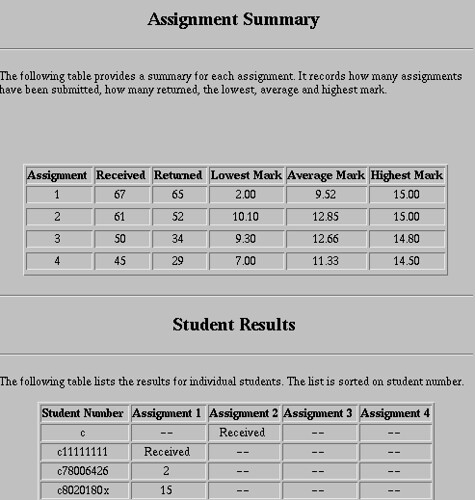 Assignment Summary
The following table provides a summary for each assignment. It records how many assignments
have been submitted, how many returned, the lowest, average and highest mark.
Assignment Received Returned Lowest Mark Average Mark Highest Mark
1 67 65 2.00 9.52 15.00
2 61 52 10.10 12.85 15.00
3 50 34 9.30 12.66 14.80
4 45 29 7.00 11.33 14.50
Student Results
The following table lists the results for individual students. The list is sorted on student number.
Student Number Assignment 1 Assignment 2 Assignment 3 Assignment 4
c -- Received -- --
c11111111 Received -- -- --
c78006426 2 -- -- --
c8020180x 15 -- -- --